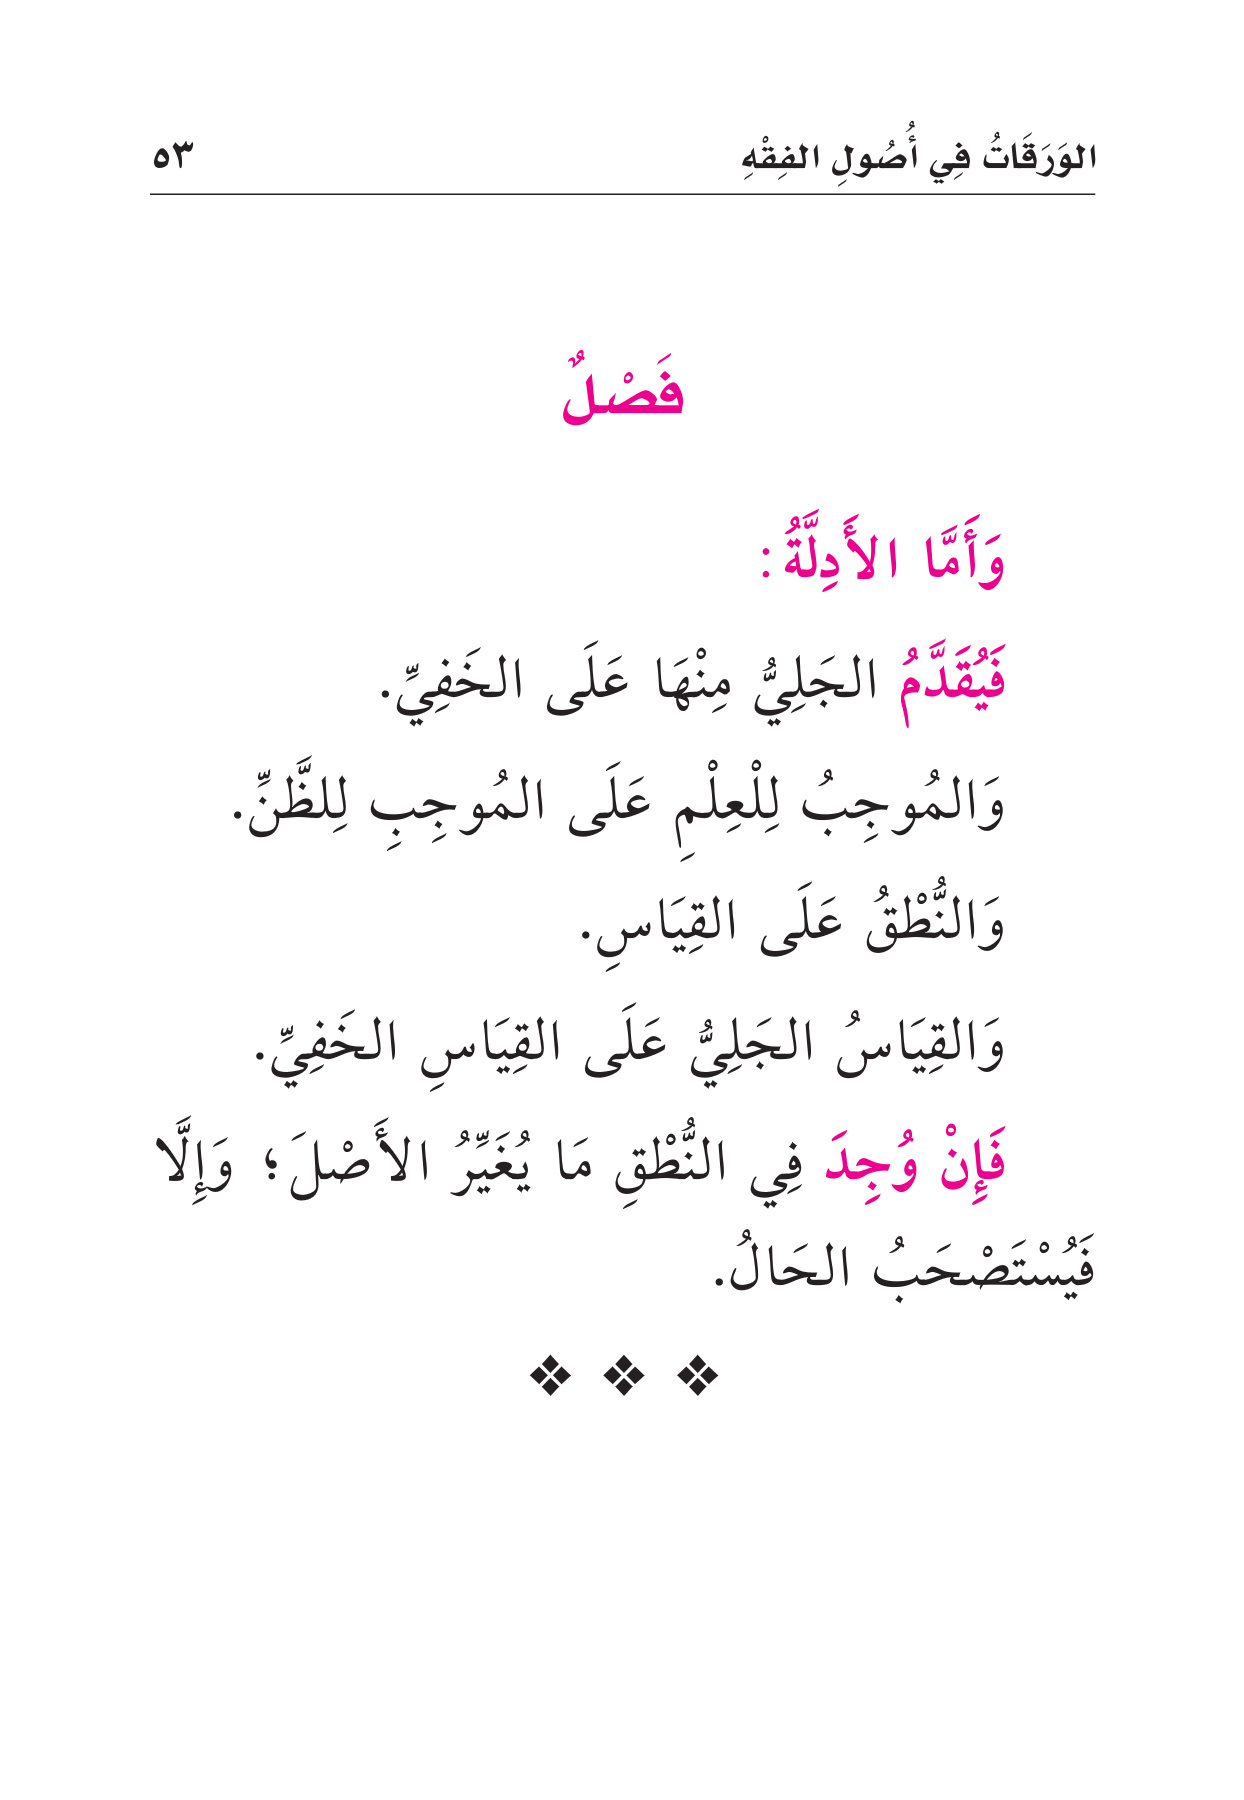 الوَرَقَاتُ فِي أُصُولِ الفِقْهِ ٥٣
فَصْلٌ
وَأَمَّا الأَدِلَّةُ:
فَيُقَدَّمُ الجَلِيُّ مِنْهَا عَلَى الخَفِيِّ.
وَالمُوجِبُ لِلْعِلْمِ عَلَى المُوجِبِ لِلظَّنِّ.
وَالنُّطْقُ عَلَى القِيَاسِ.
وَالقِيَاسُ الجَلِيُّ عَلَى القِيَاسِ الخَفِيِّ.
فَإِنْ وُجِدَ فِي النُّطْقِ مَا يُغَيِّرُ الأَصْلَ؛ وَإِلَّا
فَيُسْتَصْحَبُ الحَالُ.